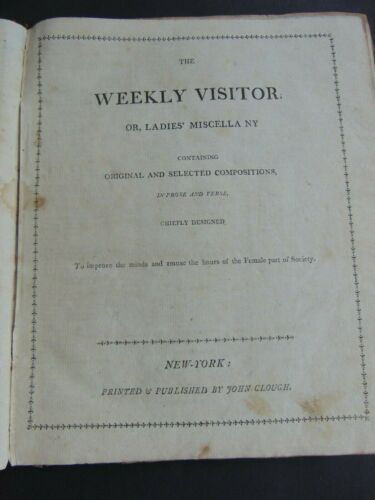 THE
WEEKLY VISITOR,
OR, LADIES' MISCELLA NY
CONTAINING
ORIGINAL AND SELECTED COMPOSITIONS,
IN PROSE AND VERSE,
CHIEFLY DESIGNED
To improve the minds and amuse the hours of the Female part of Society.
NEW-YORK:
PRINTED & PUBLISHED BY JOHN CLOUGH.